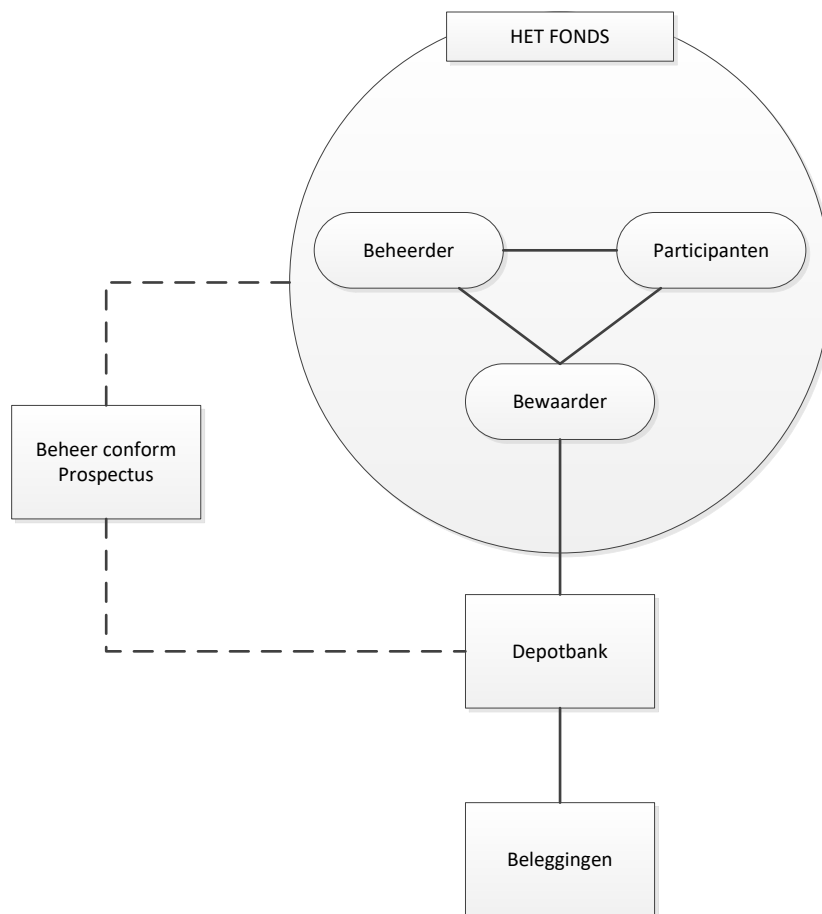 HET FONDS
Beheerder
Participanten
Bewaarder
Beheer conform
Prospectus
Depotbank
Beleggingen